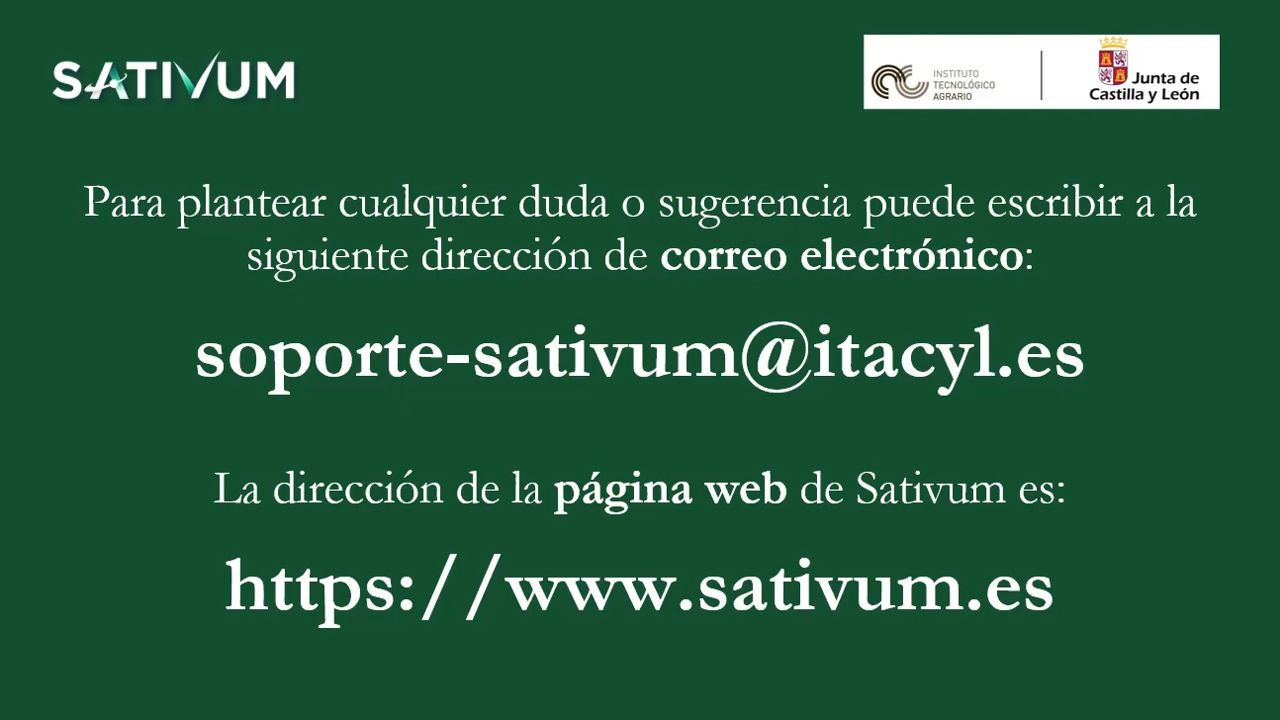 SATIVUM
INSTITUTO
TECNOLÓGICO
AGRARIO
Junta de
Castilla y León
Para plantear cualquier duda o sugerencia puede escribir a la
siguiente dirección de correo electrónico:
soporte-sativum@itacyl.es
La dirección de la página web de Sativum es:
https://www.sativum.es